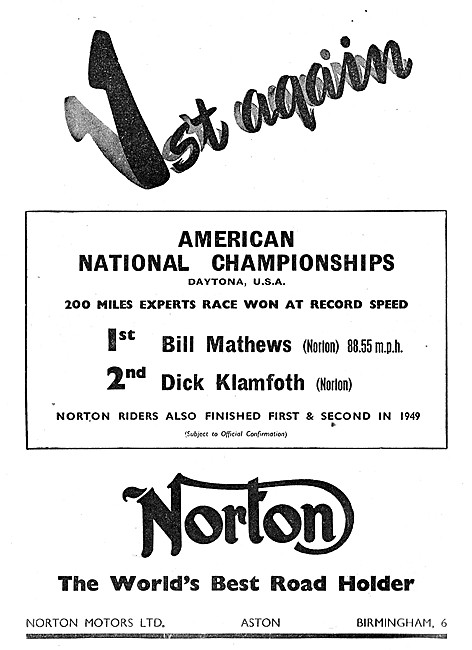 1st again
AMERICAN
NATIONAL CHAMPIONSHIPS
DAYTONA, U.S.A.
200 MILES EXPERTS RACE WON AT RECORD SPEED
1st Bill Mathews (Norton) 88.55 m.p.h.
2nd Dick Klamfoth (Norton)
NORTON RIDERS ALSO FINISHED FIRST & SECOND IN 1949
(Subject to Official Confirmation)
Norton
The World's Best Road Holder
NORTON MOTORS LTD. ASTON BIRMINGHAM, 6